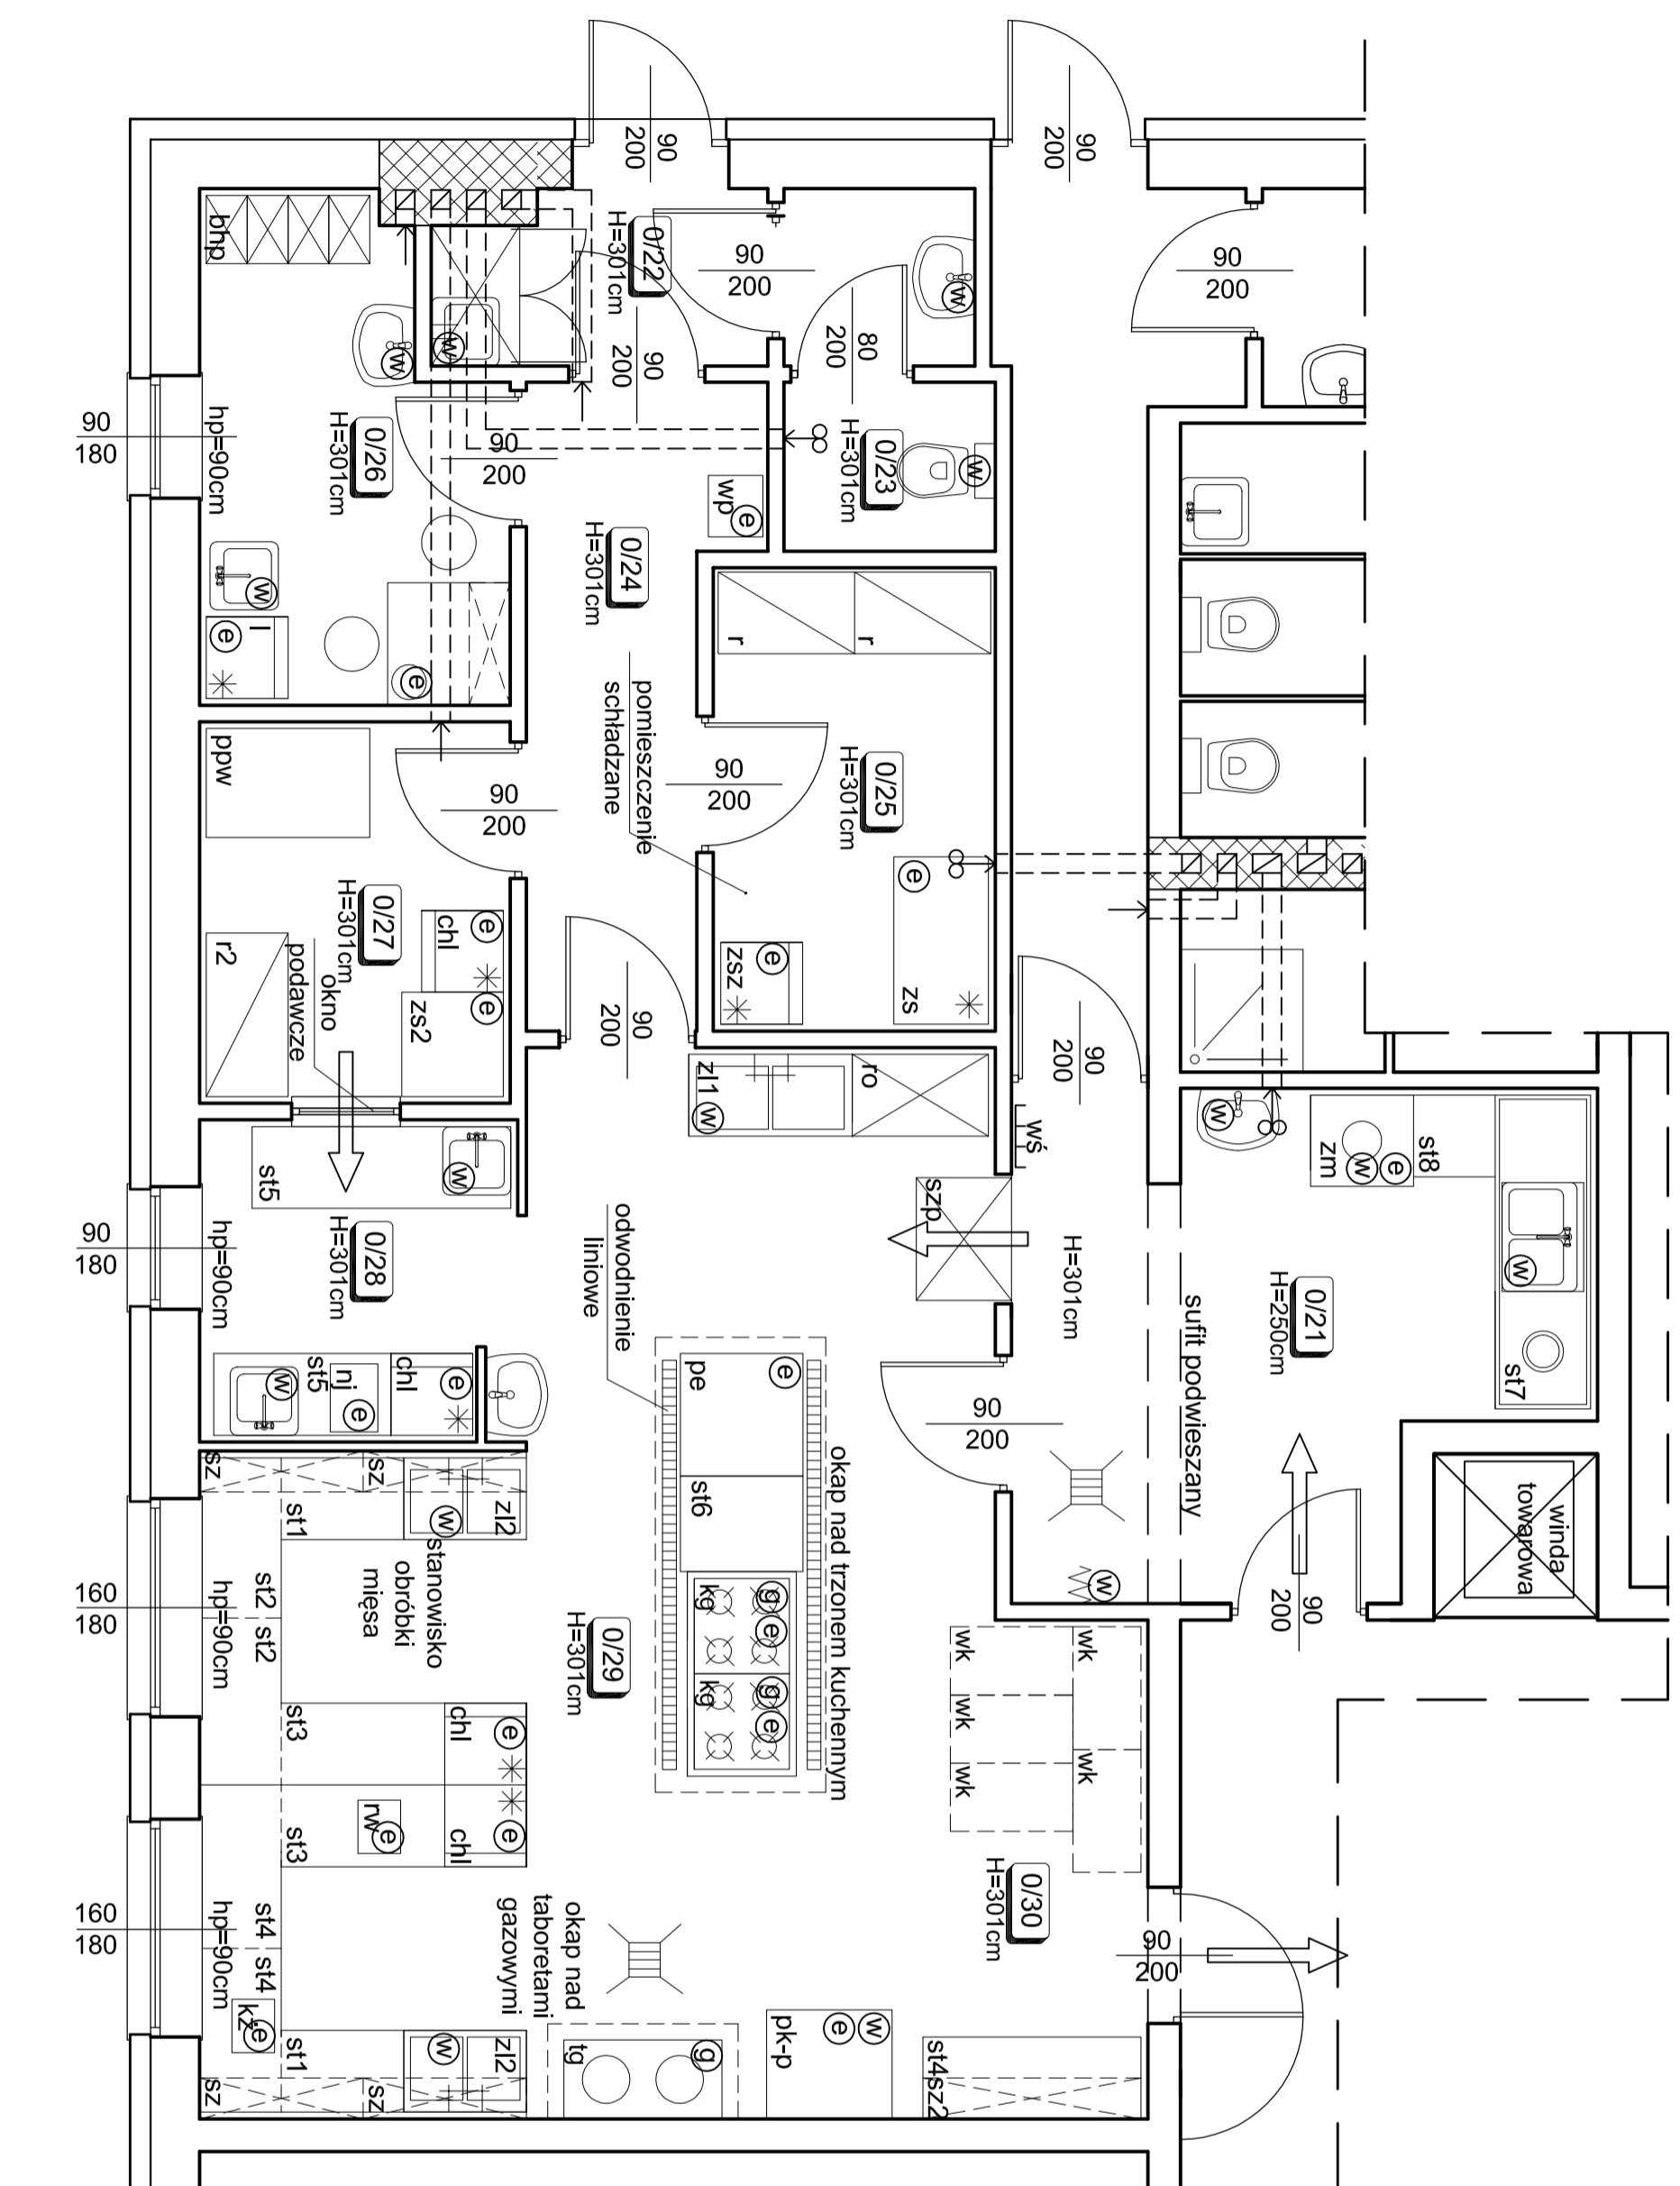 90
200
90
200
90
200
0/22
H=301cm
90
200
w
bhp
w
w
90
200
80
200
90
180
hp=90cm
0/26
H=301cm
90
200
0/23
H=301cm
w
wp
e
0/24
H=301cm
w
l
e
e
r
r
pomieszczenie
schładzane
ppw
90
200
90
200
0/25
H=301cm
0/27
H=301cm
chl
e
e
zs2
r2
okno
podawcze
zsz
e
e
zs
90
200
90
200
zl1
w
ro
wś
w
zm
w
e
st8
w
st7
0/21
H=250cm
st5
w
90
180
hp=90cm
0/28
H=301cm
szp
H=301cm
sufit podwieszany
odwodnienie
liniowe
w
st5
nj
e
chl
e
pe
e
90
200
okap nad trzonem kuchennym
winda
towarowa
sz
sz
st1
w
zl2
st6
stanowisko
obróbki
mięsa
160
180
hp=90cm
st2
st2
kg
g
e
kg
g
e
0/29
H=301cm
w
90
200
wk
wk
wk
wk
wk
st3
chl
e
st3
rw
e
chl
e
0/30
H=301cm
160
180
hp=90cm
st4
st4
kz
e
okap nad
taboretami
gazowymi
90
200
st1
w
zl2
sz
sz
tg
g
pk-p
e
w
st4sz2